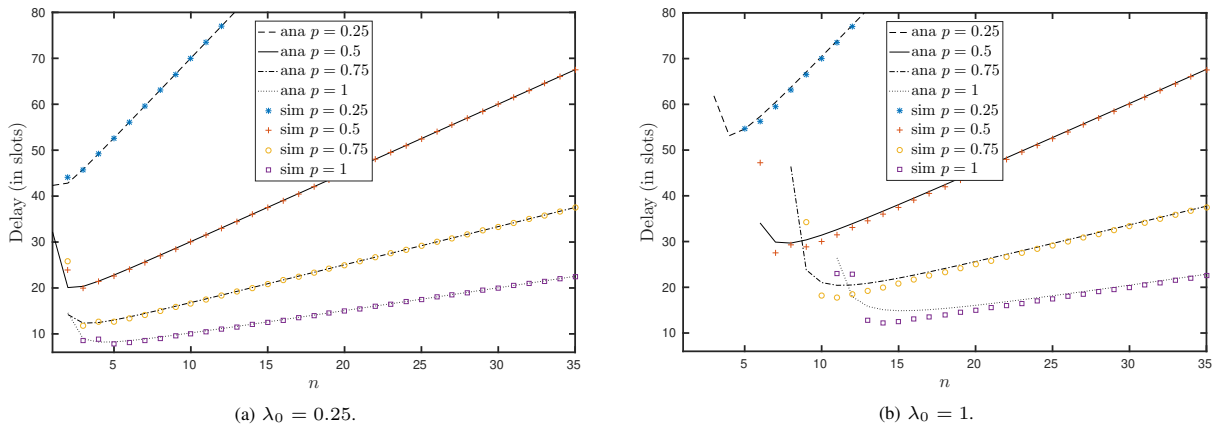 80
70
60
50
40
30
20
10
5
10
15
20
25
30
35
Delay (in slots)
n
ana p = 0.25
ana p = 0.5
ana p = 0.75
ana p = 1
sim p = 0.25
sim p = 0.5
sim p = 0.75
sim p = 1
(a) λ₀ = 0.25.
80
70
60
50
40
30
20
10
5
10
15
20
25
30
35
Delay (in slots)
n
ana p = 0.25
ana p = 0.5
ana p = 0.75
ana p = 1
sim p = 0.25
sim p = 0.5
sim p = 0.75
sim p = 1
(b) λ₀ = 1.